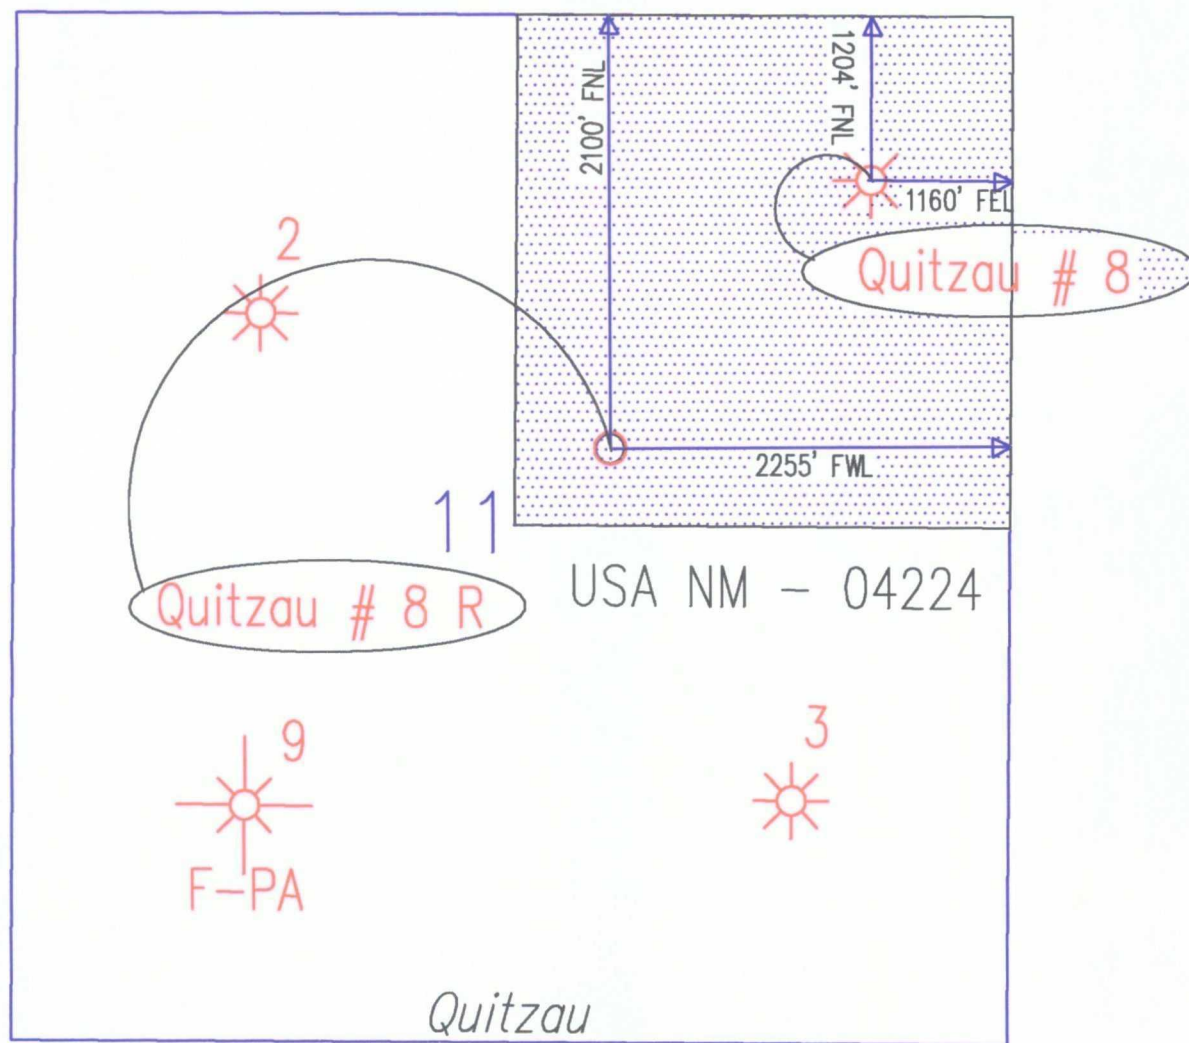 2100' FNL
1204' FNL
1160' FEL
2
Quitzau # 8
2255' FWL
11
Quitzau # 8 R
USA NM - 04224
9
3
F-PA
Quitzau